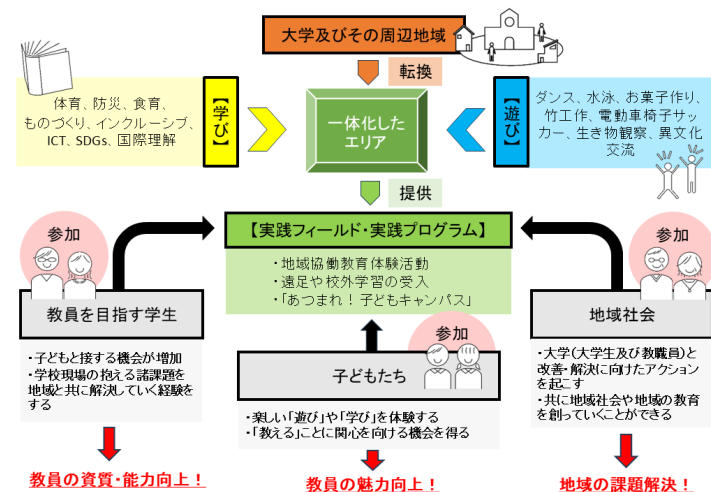 大学及びその周辺地域
転換
体育、防災、食育、
ものづくり、インクルーシブ、
ICT、SDGs、国際理解
【学び】
一体化した
エリア
【遊び】
ダンス、水泳、お菓子作り、
竹工作、電動車椅子サッ
カー、生き物観察、異文化
交流
提供
【実践フィールド・実践プログラム】
・地域協働教育体験活動
・遠足や校外学習の受入
・「あつまれ！子どもキャンパス」
参加
教員を目指す学生
・子どもと接する機会が増加
・学校現場の抱える諸課題を
地域と共に解決していく経験を
する
教員の資質・能力向上！
参加
子どもたち
・楽しい「遊び」や「学び」を体験する
・「教える」ことに関心を向ける機会を得る
教員の魅力向上！
参加
地域社会
・大学（大学生及び教職員）と
改善・解決に向けたアクション
を起こす
・共に地域社会や地域の教育
を創っていくことができる
地域の課題解決！